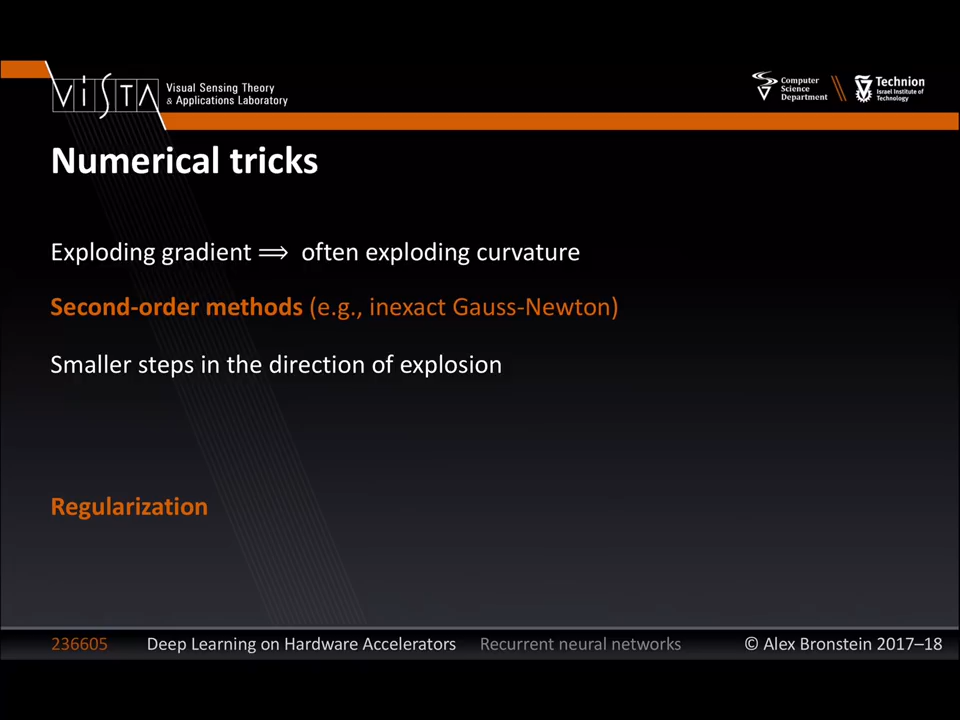 ViSTA
Visual Sensing Theory
& Applications Laboratory
Computer
Science
Department
Technion
Israel Institute of
Technology
Numerical tricks
Exploding gradient ⟹ often exploding curvature
Second-order methods (e.g., inexact Gauss-Newton)
Smaller steps in the direction of explosion
Regularization
236605 Deep Learning on Hardware Accelerators Recurrent neural networks © Alex Bronstein 2017–18